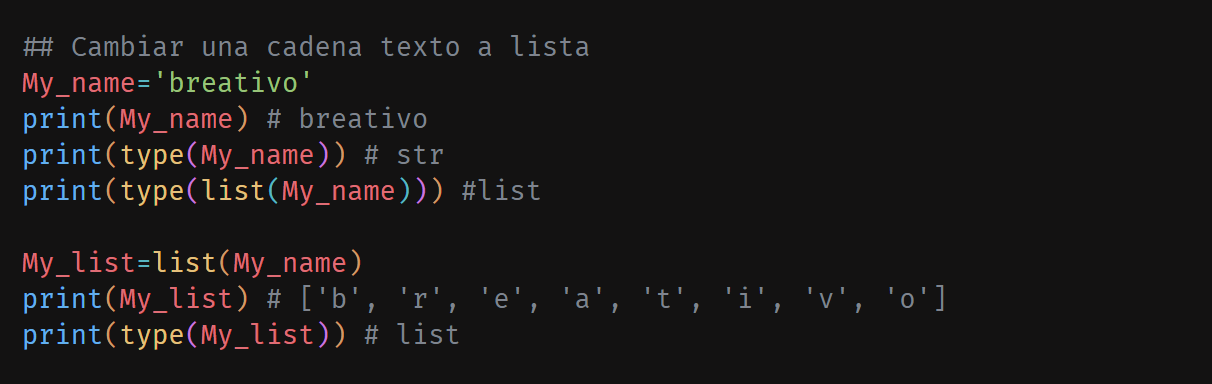 ## Cambiar una cadena texto a lista
My_name='breativo'
print(My_name) # breativo
print(type(My_name)) # str
print(type(list(My_name))) #list
My_list=list(My_name)
print(My_list) # ['b', 'r', 'e', 'a', 't', 'i', 'v', 'o']
print(type(My_list)) # list